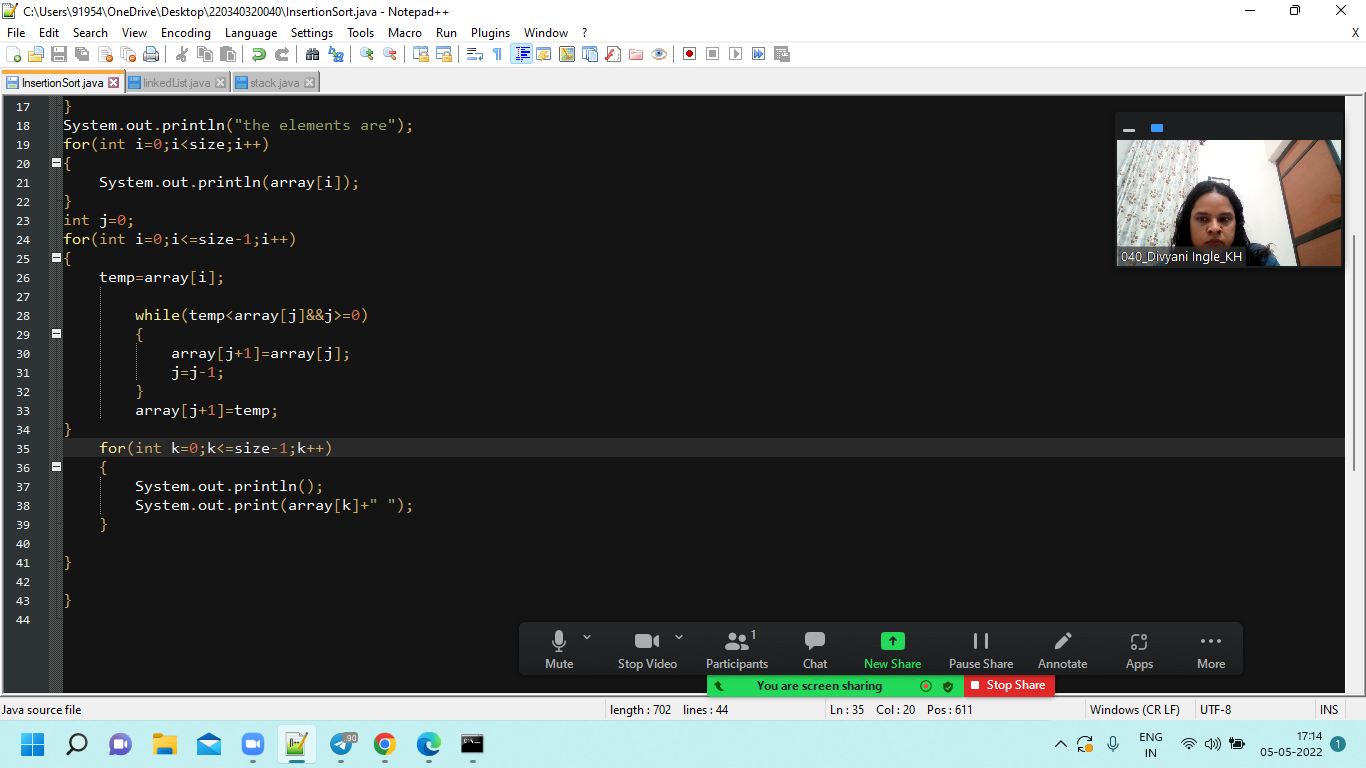 C:\Users\91954\OneDrive\Desktop\220340320040\InsertionSort.java - Notepad++
File Edit Search View Encoding Language Settings Tools Macro Run Plugins Window ? X
InsertionSort.java linkedList.java stack.java
17 }
18 System.out.println("the elements are");
19 for(int i=0;i<size;i++)
20 {
21 System.out.println(array[i]);
22 }
23 int j=0;
24 for(int i=0;i<=size-1;i++)
25 {
26 temp=array[i];
27
28 while(temp<array[j]&&j>=0)
29 {
30 array[j+1]=array[j];
31 j=j-1;
32 }
33 array[j+1]=temp;
34 }
35 for(int k=0;k<=size-1;k++)
36 {
37 System.out.println();
38 System.out.print(array[k]+" ");
39 }
40
41 }
42
43 }
44
040_Divyani Ingle_KH
1
Mute Stop Video Participants Chat New Share Pause Share Annotate Apps More
You are screen sharing Stop Share
Java source file length : 702 lines : 44 Ln : 35 Col : 20 Pos : 611 Windows (CR LF) UTF-8 INS
90
ENG
IN
17:14
05-05-2022
1